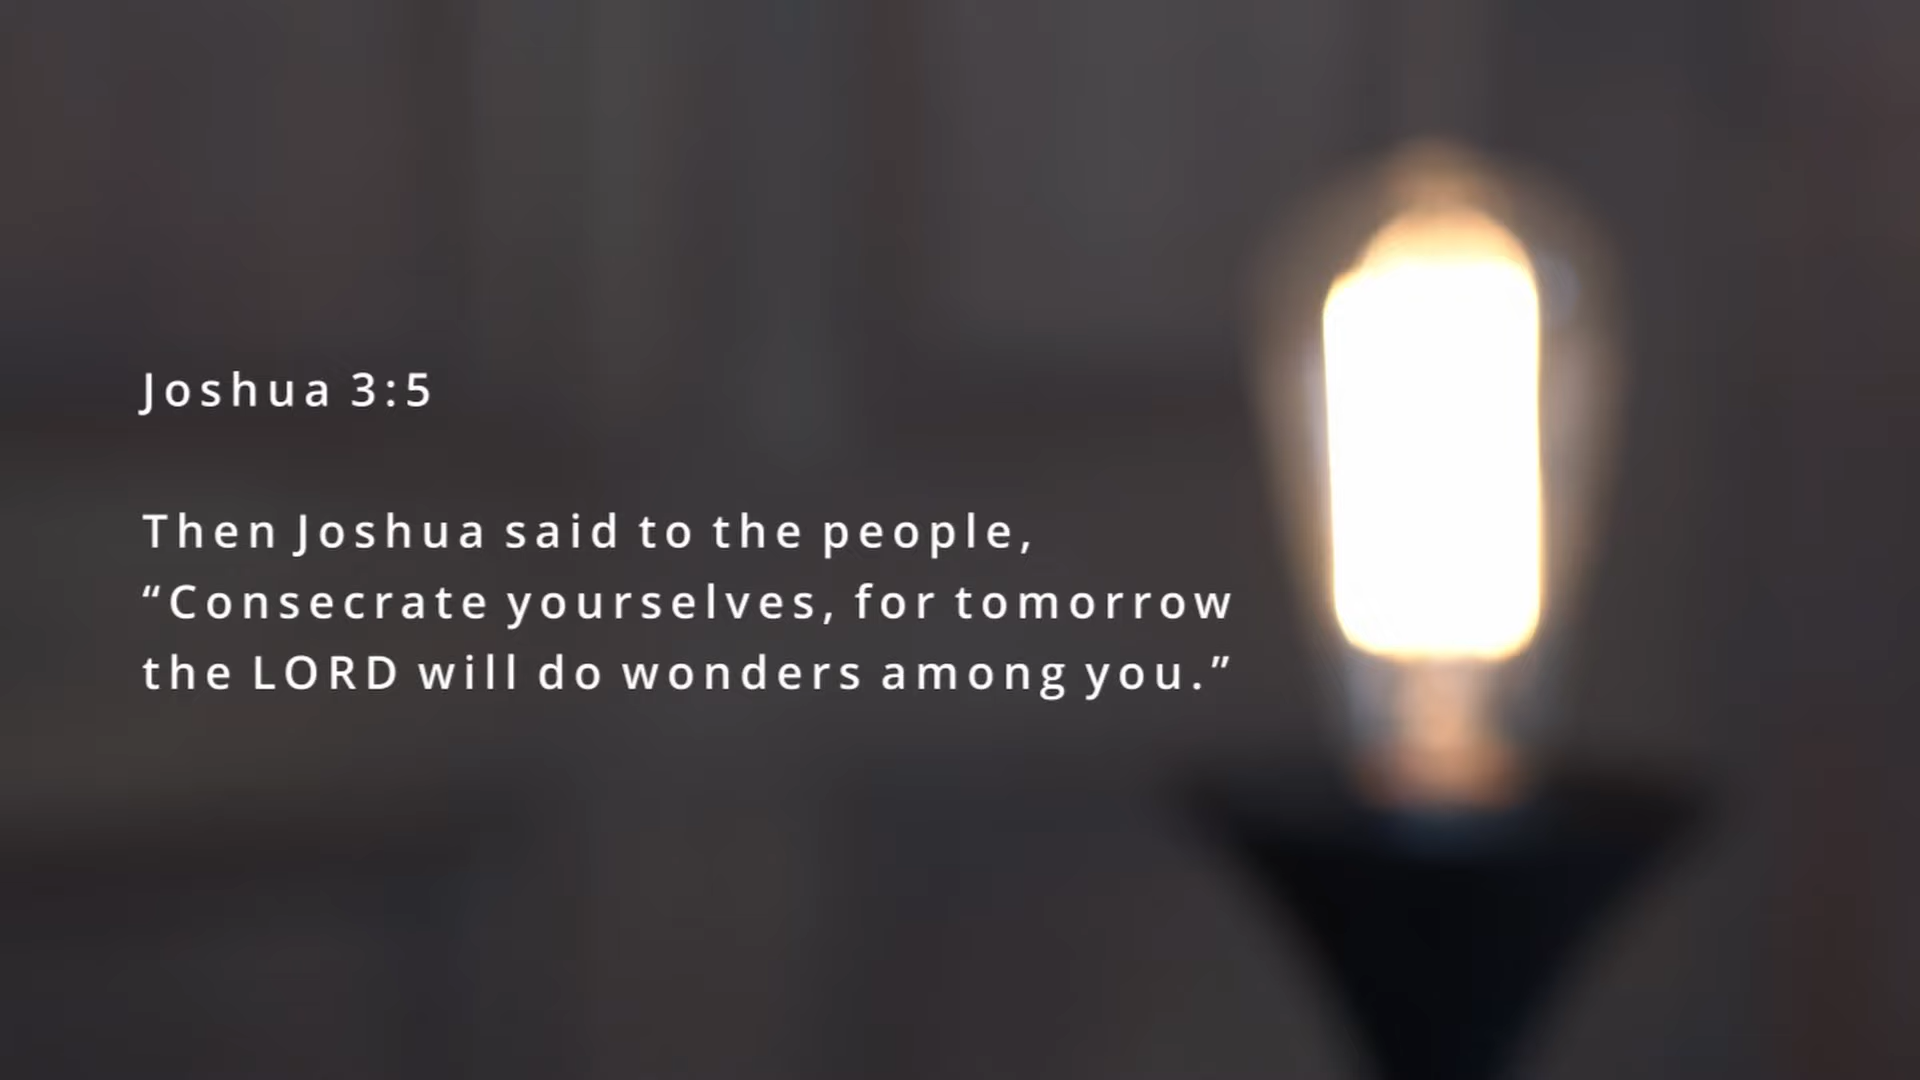 Joshua 3:5
Then Joshua said to the people,
“Consecrate yourselves, for tomorrow
the LORD will do wonders among you.”